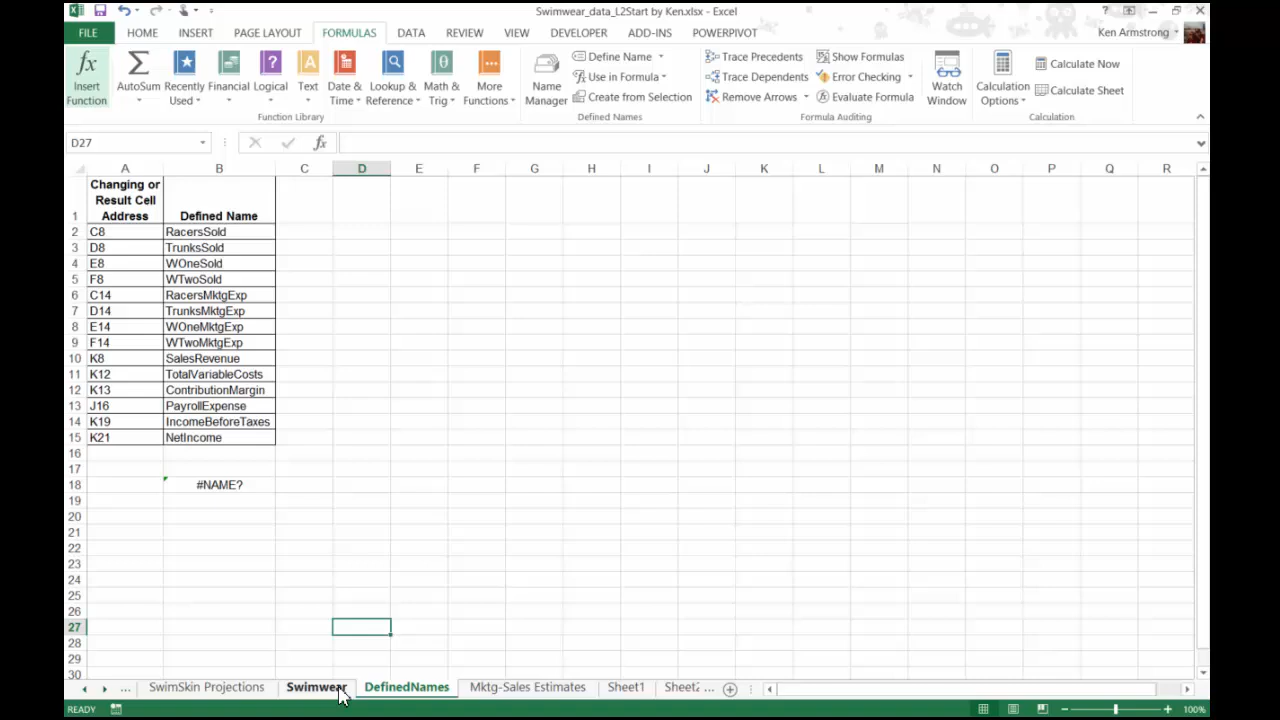 Swimwear_data_L2Start by Ken.xlsx - Excel
FILE HOME INSERT PAGE LAYOUT FORMULAS DATA REVIEW VIEW DEVELOPER ADD-INS POWERPIVOT Ken Armstrong
Insert Function
AutoSum
Recently Used
Financial
Logical
Text
Date & Time
Lookup & Reference
Math & Trig
More Functions
Function Library
Name Manager
Define Name
Use in Formula
Create from Selection
Defined Names
Trace Precedents
Trace Dependents
Remove Arrows
Show Formulas
Error Checking
Evaluate Formula
Formula Auditing
Watch Window
Calculation Options
Calculate Now
Calculate Sheet
Calculation
D27 fx
A B C D E F G H I J K L M N O P Q R
1 Changing or Result Cell Address Defined Name
2 C8 RacersSold
3 D8 TrunksSold
4 E8 WOneSold
5 F8 WTwoSold
6 C14 RacersMktgExp
7 D14 TrunksMktgExp
8 E14 WOneMktgExp
9 F14 WTwoMktgExp
10 K8 SalesRevenue
11 K12 TotalVariableCosts
12 K13 ContributionMargin
13 J16 PayrollExpense
14 K19 IncomeBeforeTaxes
15 K21 NetIncome
16
17
18 #NAME?
19
20
21
22
23
24
25
26
27
28
29
30
... SwimSkin Projections Swimwear DefinedNames Mktg-Sales Estimates Sheet1 Sheet2 ...
READY 100%